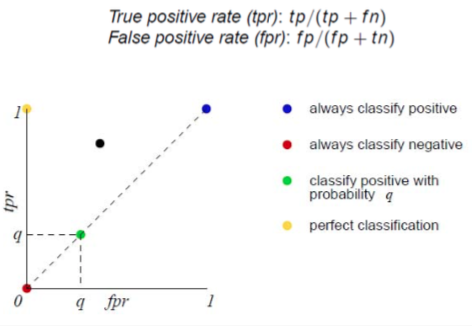 True positive rate (tpr): tp/(tp + fn)
False positive rate (fpr): fp/(fp + tn)
1
tpr
q
0
q
fpr
1
always classify positive
always classify negative
classify positive with
probability q
perfect classification